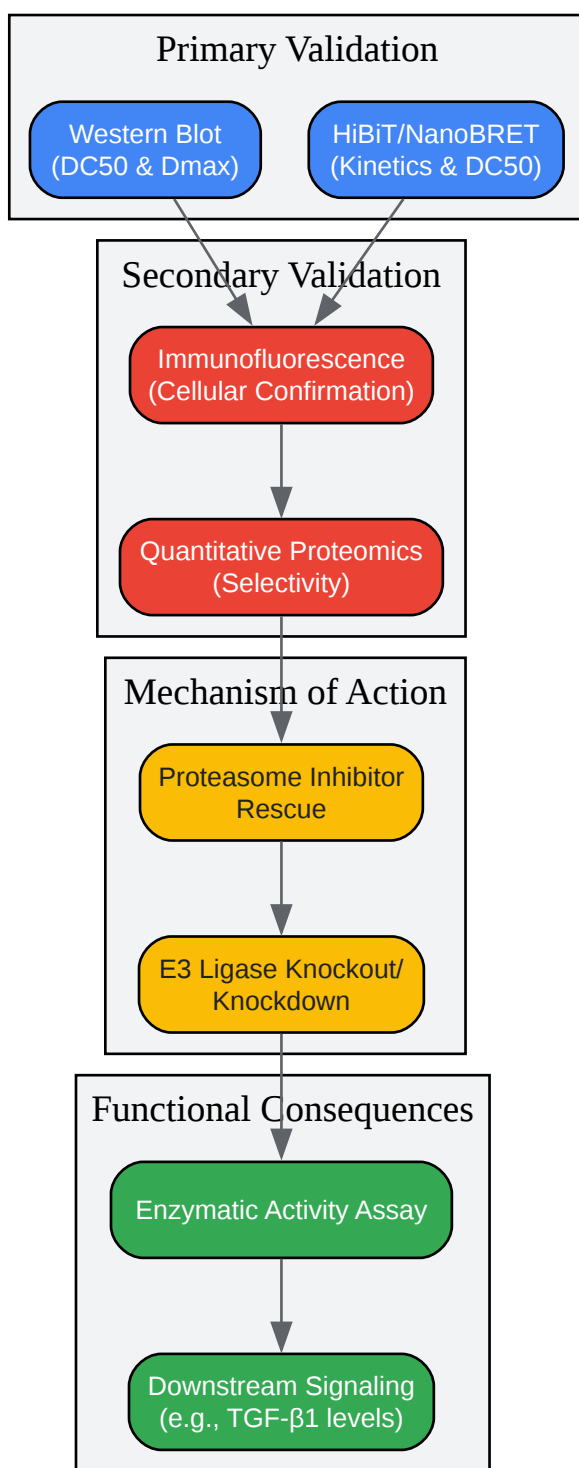 Primary Validation
Western Blot
(DC50 & Dmax)
HiBiT/NanoBRET
(Kinetics & DC50)
Secondary Validation
Immunofluorescence
(Cellular Confirmation)
Quantitative Proteomics
(Selectivity)
Mechanism of Action
Proteasome Inhibitor
Rescue
E3 Ligase Knockout/
Knockdown
Functional Consequences
Enzymatic Activity Assay
Downstream Signaling
(e.g., TGF-β1 levels)